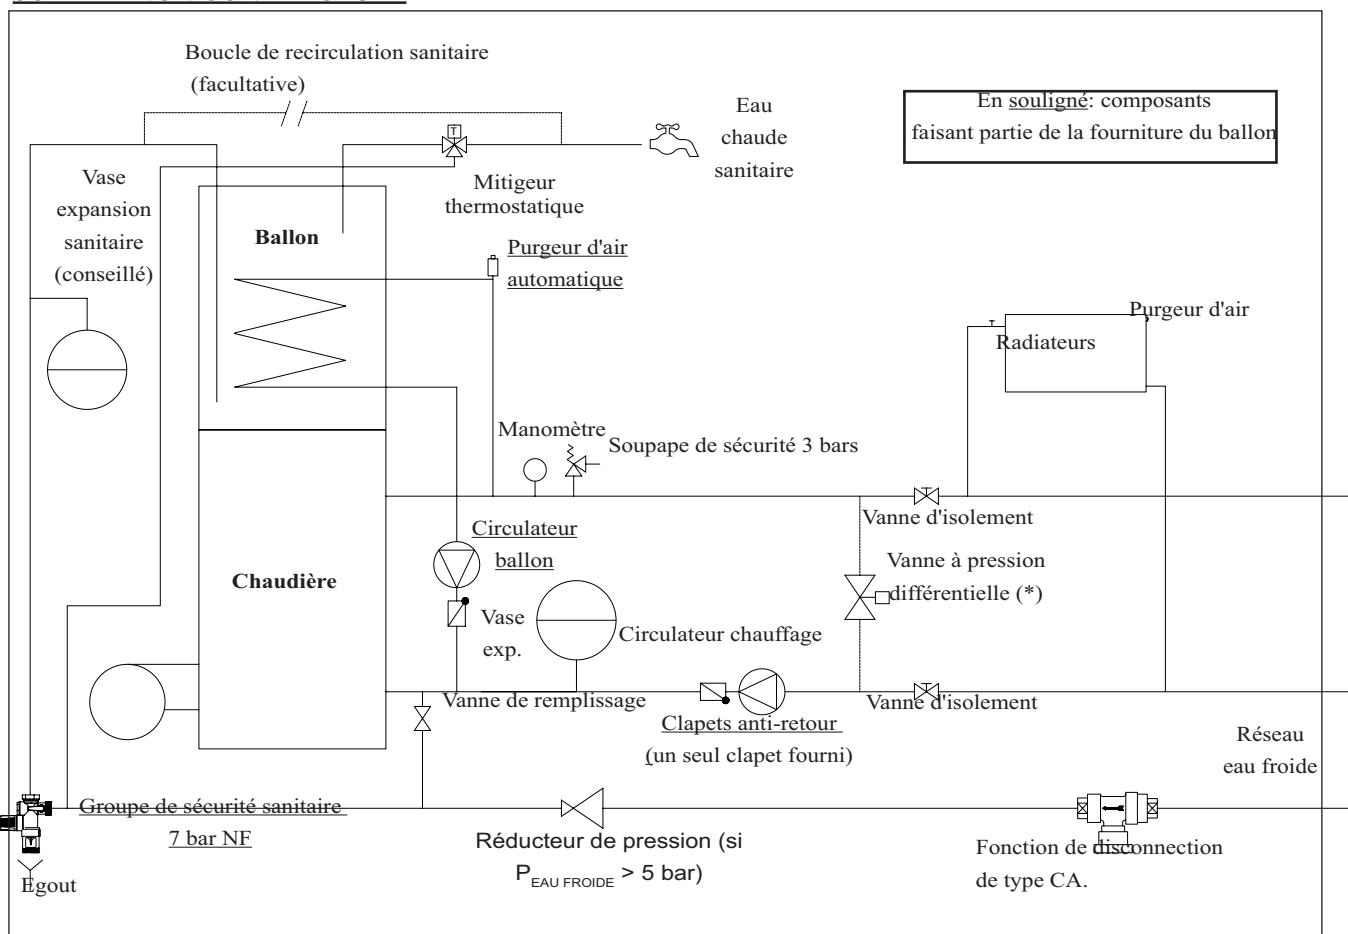 Boucle de recirculation sanitaire
(facultative)
Eau
chaude
sanitaire
En souligné: composants
faisant partie de la fourniture du ballon
T
Vase
expansion
sanitaire
(conseillé)
Mitigeur
thermostatique
Ballon
Purgeur d'air
automatique
Purgeur d'air
Radiateurs
Manomètre
Soupape de sécurité 3 bars
Vanne d'isolement
Circulateur
ballon
Chaudière
Vanne à pression
différentielle (*)
Vase
exp.
Circulateur chauffage
Vanne de remplissage
Vanne d'isolement
Clapets anti-retour
(un seul clapet fourni)
Réseau
eau froide
Groupe de sécurité sanitaire
7 bar NF
Réducteur de pression (si
P EAU FROIDE > 5 bar)
Fonction de disconnection
de type CA.
Egout